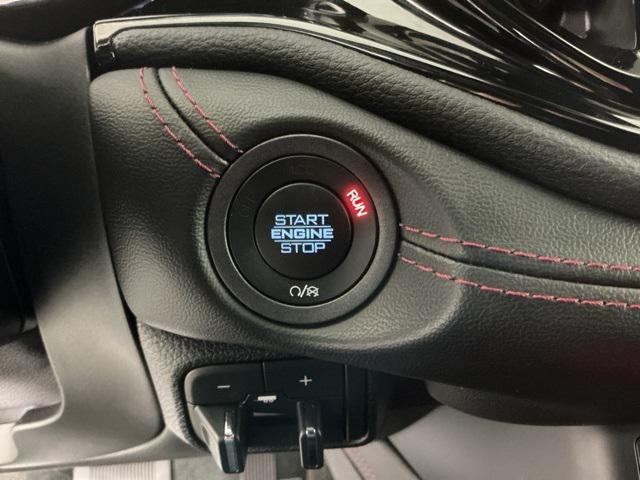 RUN
START
ENGINE
STOP
− +